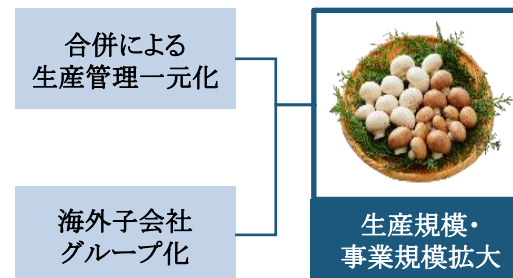 合併による
生産管理一元化
海外子会社
グループ化
生産規模・
事業規模拡大